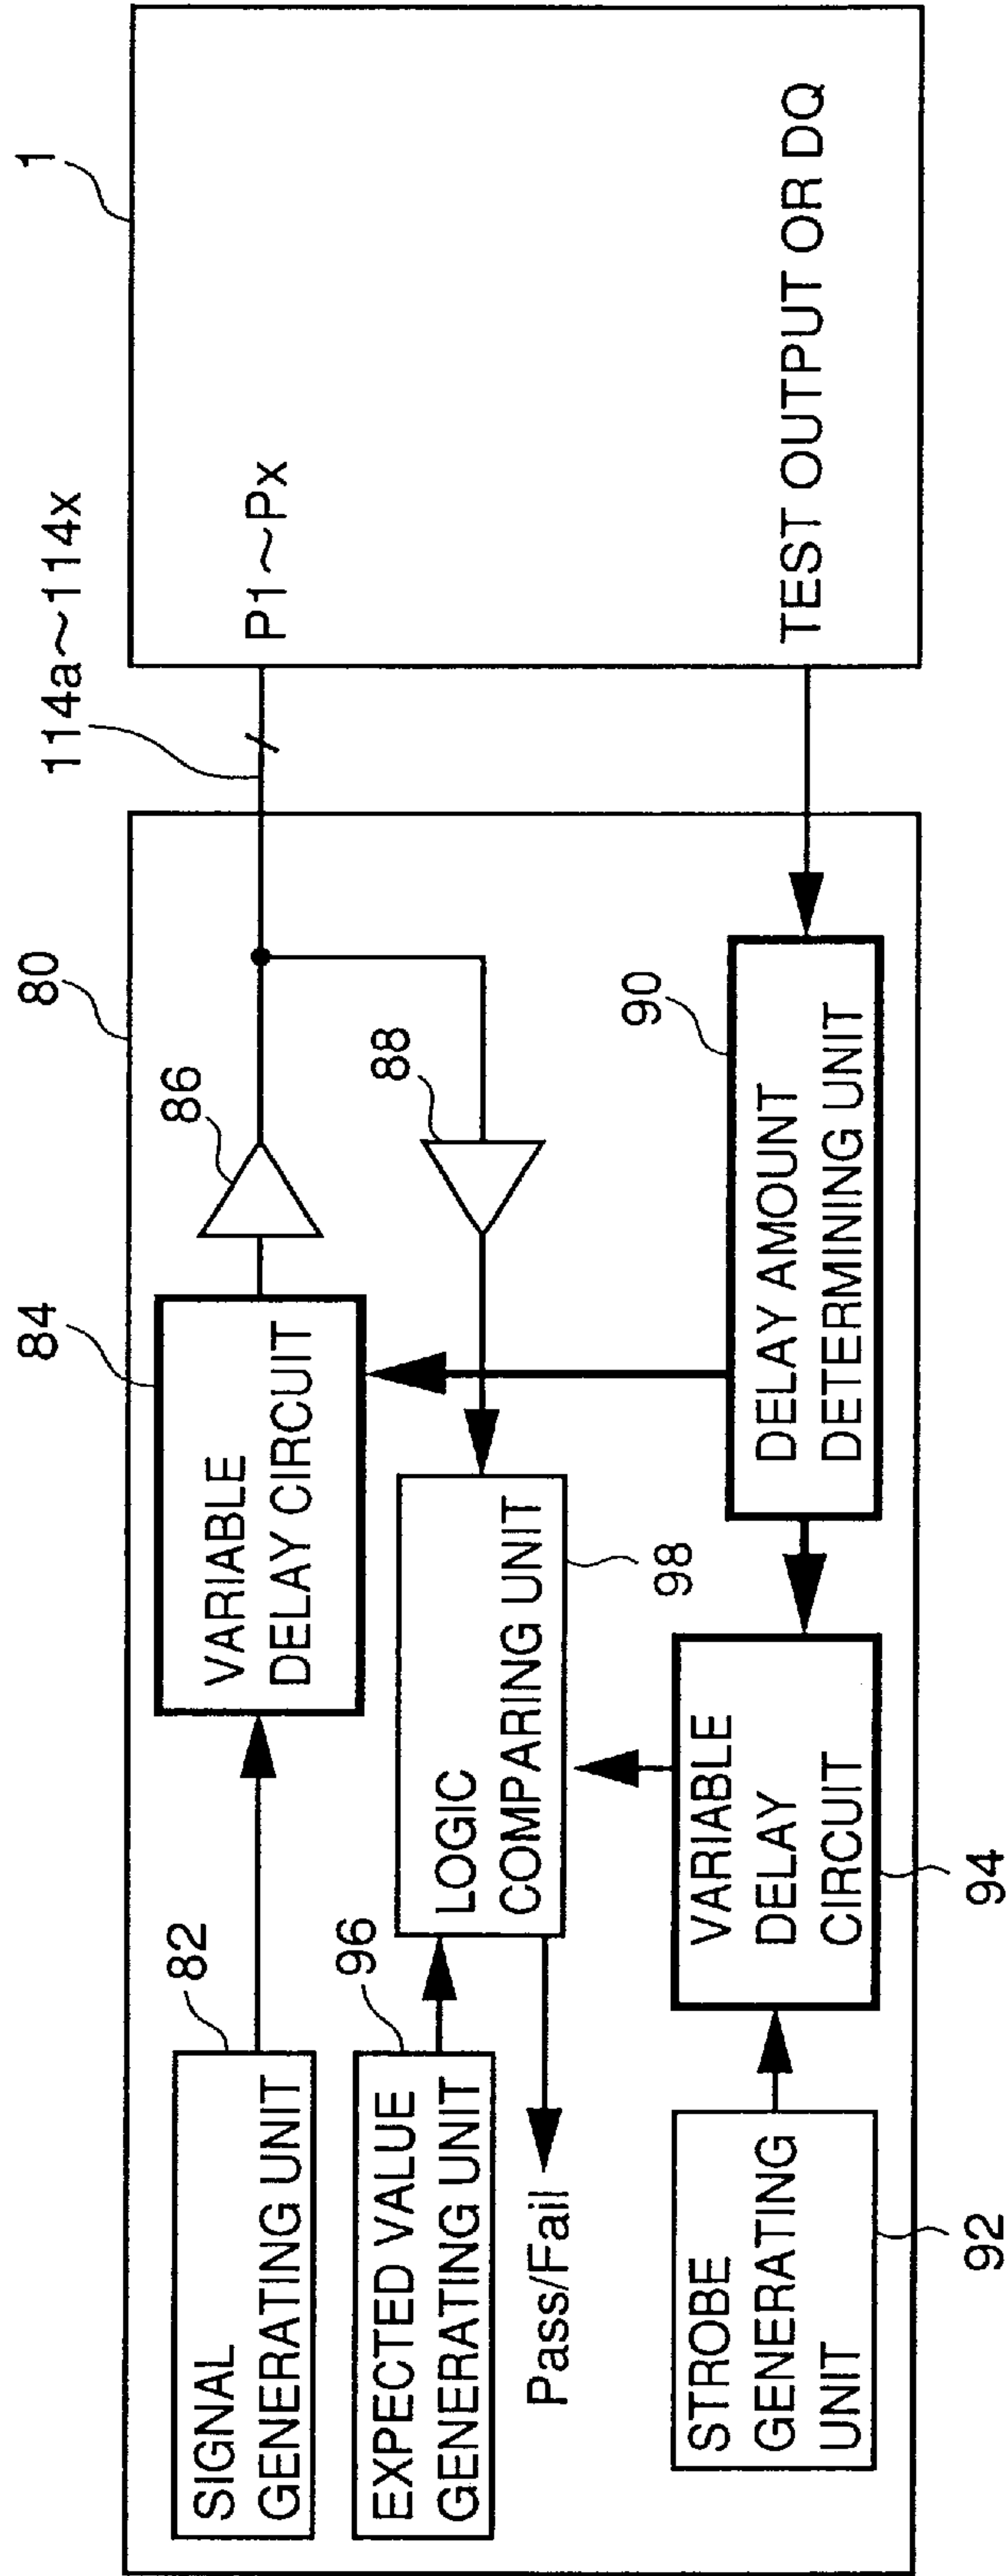 80
1
114a～114x
82
SIGNAL
GENERATING UNIT
84
VARIABLE
DELAY CIRCUIT
86
P1～Px
96
EXPECTED VALUE
GENERATING UNIT
LOGIC
COMPARING UNIT
98
88
Pass/Fail
STROBE
GENERATING
UNIT
92
VARIABLE
DELAY
CIRCUIT
94
90
DELAY AMOUNT
DETERMINING UNIT
TEST OUTPUT OR DQ